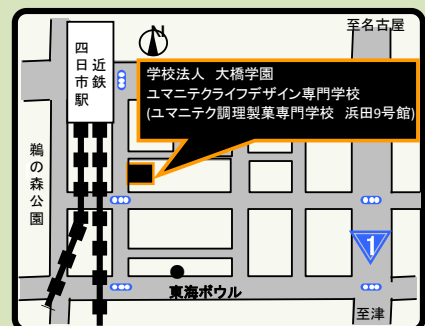 至名古屋
近鉄
四日市駅
学校法人 大橋学園
ユマニテクライフデザイン専門学校
(ユマニテク調理製菓専門学校 浜田9号館)
鵜の森公園
1
東海ボウル
至津